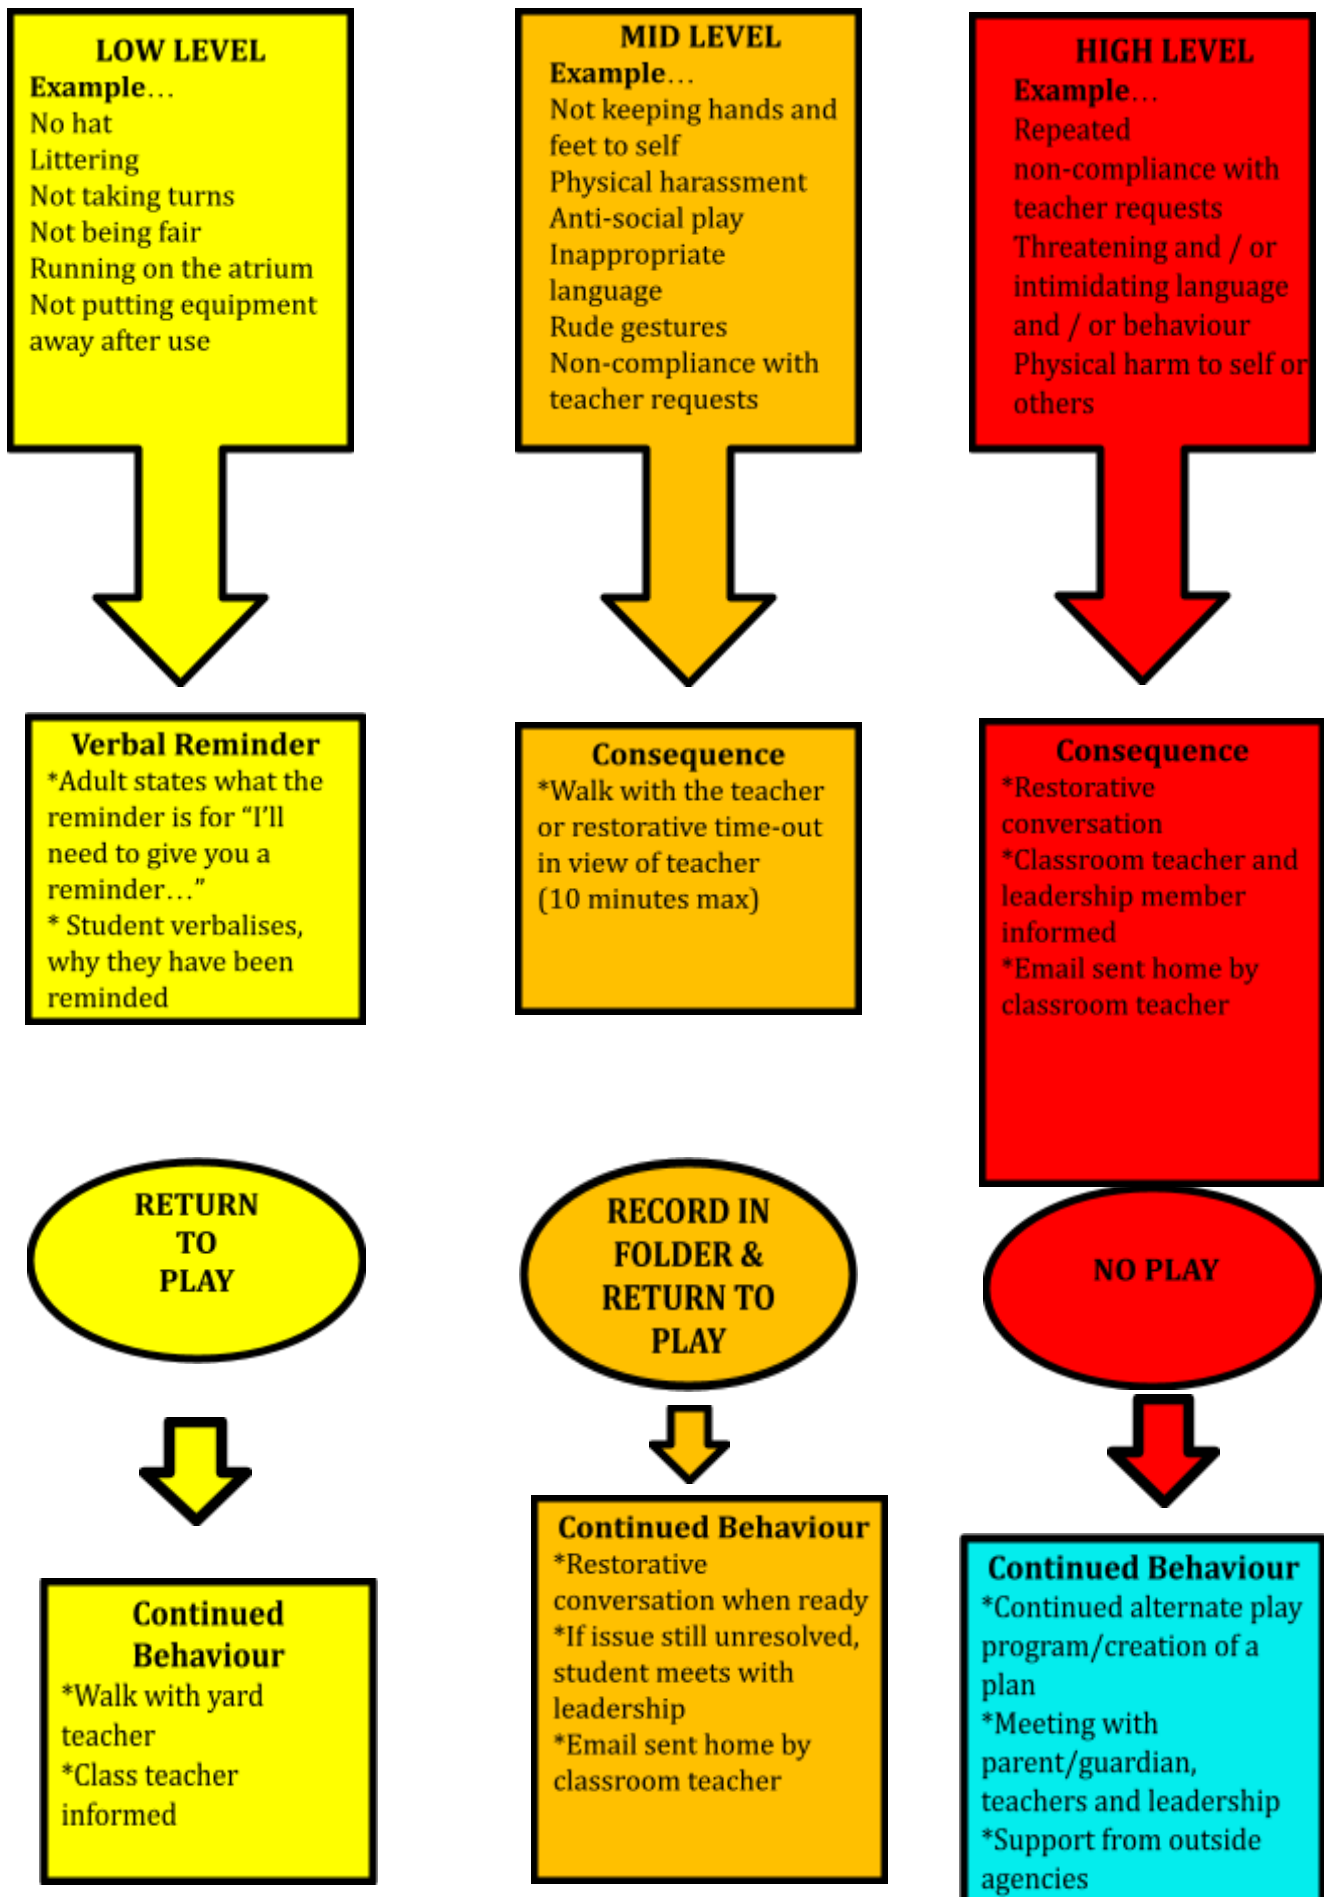 LOW LEVEL
Example…
No hat
Littering
Not taking turns
Not being fair
Running on the atrium
Not putting equipment
away after use
MID LEVEL
Example…
Not keeping hands and
feet to self
Physical harassment
Anti-social play
Inappropriate
language
Rude gestures
Non-compliance with
teacher requests
HIGH LEVEL
Example…
Repeated
non-compliance with
teacher requests
Threatening and / or
intimidating language
and / or behaviour
Physical harm to self or
others
Verbal Reminder
*Adult states what the
reminder is for “I’ll
need to give you a
reminder…”
* Student verbalises,
why they have been
reminded
Consequence
*Walk with the teacher
or restorative time-out
in view of teacher
(10 minutes max)
Consequence
*Restorative
conversation
*Classroom teacher and
leadership member
informed
*Email sent home by
classroom teacher
RETURN
TO
PLAY
RECORD IN
FOLDER &
RETURN TO
PLAY
NO PLAY
Continued
Behaviour
*Walk with yard
teacher
*Class teacher
informed
Continued Behaviour
*Restorative
conversation when ready
*If issue still unresolved,
student meets with
leadership
*Email sent home by
classroom teacher
Continued Behaviour
*Continued alternate play
program/creation of a
plan
*Meeting with
parent/guardian,
teachers and leadership
*Support from outside
agencies